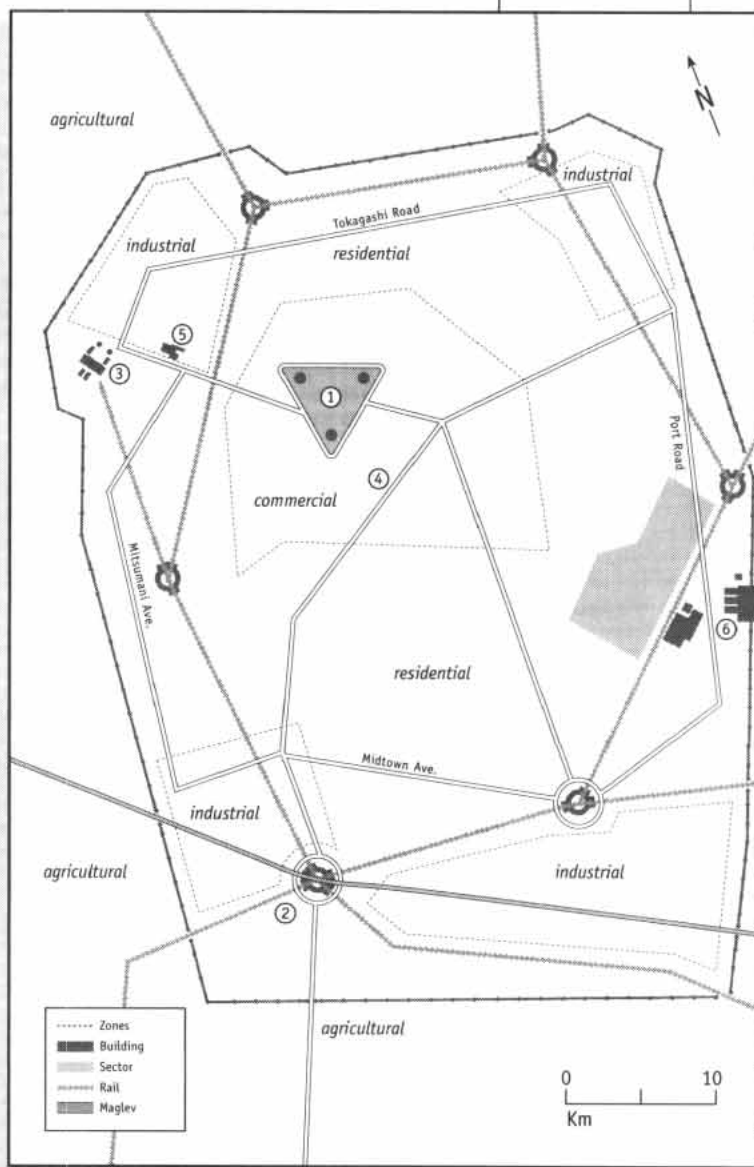 N
agricultural
industrial
Tokagashi Road
industrial
residential
5
3
1
Port Road
4
commercial
Mitsumani Ave.
6
residential
Midtown Ave.
industrial
agricultural
industrial
2
agricultural
Zones
Building
Sector
Rail
Maglev
0 10
Km